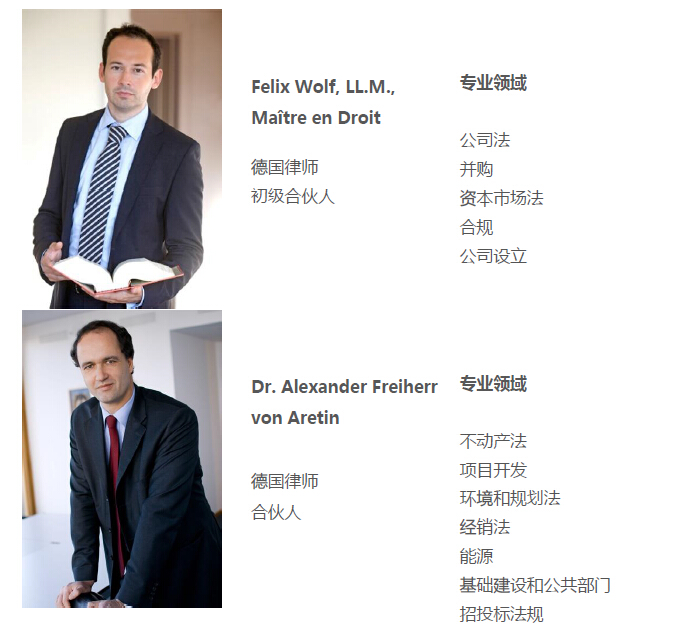 Felix Wolf, LL.M.,
Maître en Droit
德国律师
初级合伙人
专业领域
公司法
并购
资本市场法
合规
公司设立
Dr. Alexander Freiherr
von Aretin
德国律师
合伙人
专业领域
不动产法
项目开发
环境和规划法
经销法
能源
基础建设和公共部门
招投标法规